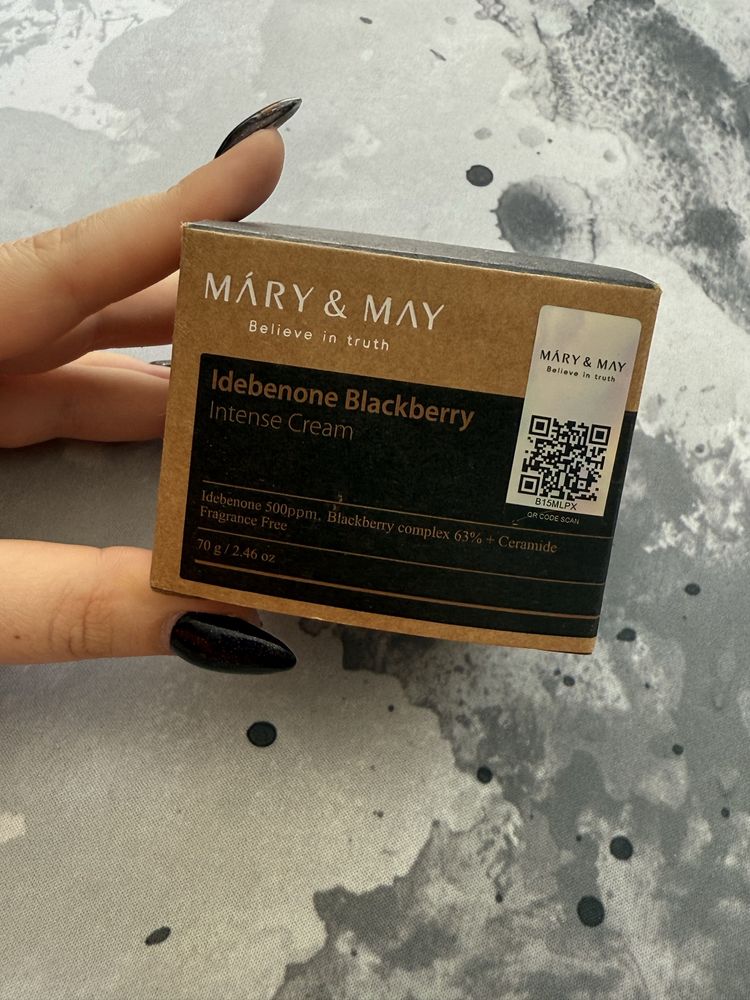 MÁRY & MAY
Believe in truth
Idebenone Blackberry
Intense Cream
Idebenone 500ppm, Blackberry complex 63% + Ceramide
Fragrance Free
70 g / 2.46 oz
MÁRY & MAY
Believe in truth
B15MLPX
QR CODE SCAN